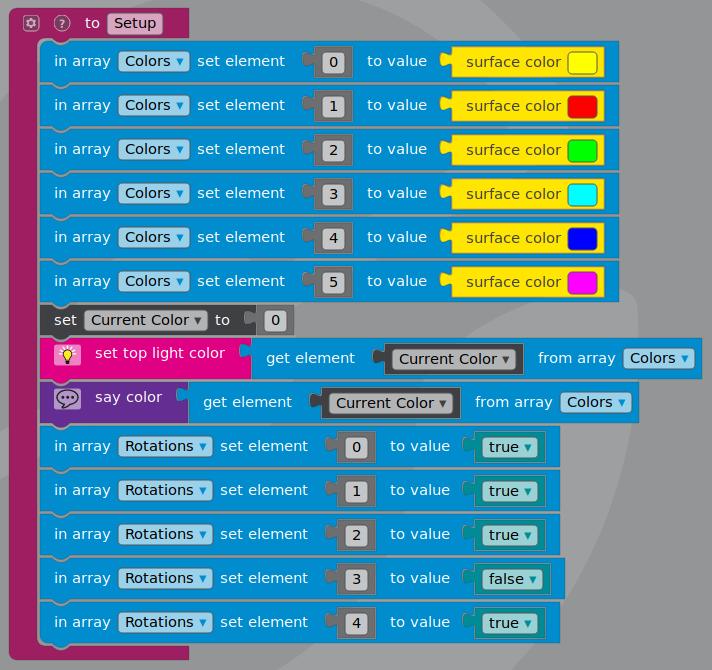 ? to Setup
in array Colors set element 0 to value surface color
in array Colors set element 1 to value surface color
in array Colors set element 2 to value surface color
in array Colors set element 3 to value surface color
in array Colors set element 4 to value surface color
in array Colors set element 5 to value surface color
set Current Color to 0
set top light color get element Current Color from array Colors
say color get element Current Color from array Colors
in array Rotations set element 0 to value true
in array Rotations set element 1 to value true
in array Rotations set element 2 to value true
in array Rotations set element 3 to value false
in array Rotations set element 4 to value true